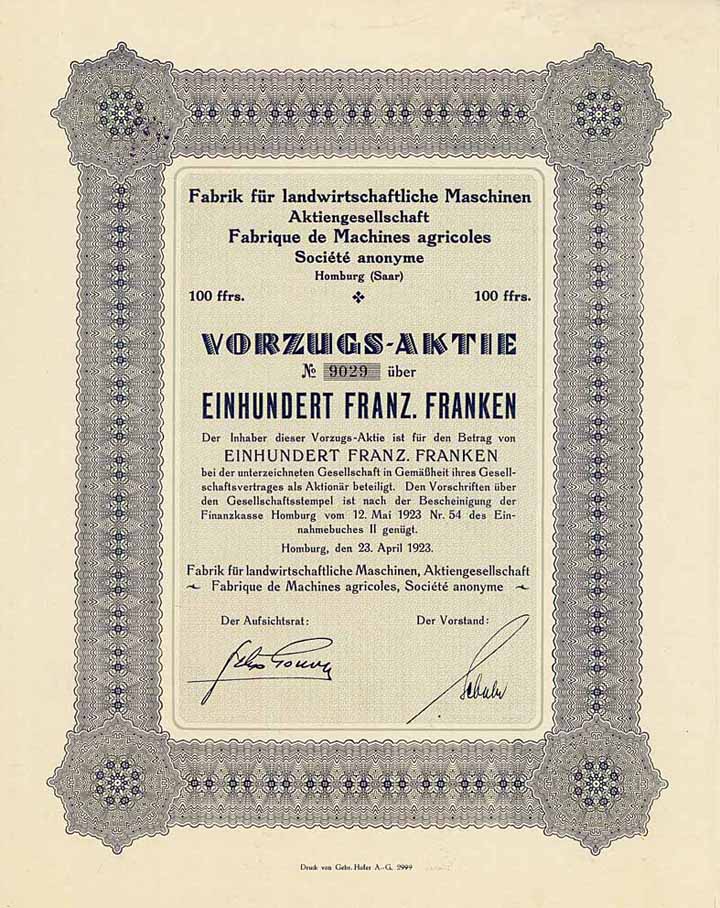 Fabrik für landwirtschaftliche Maschinen
Aktiengesellschaft
Fabrique de Machines agricoles
Société anonyme
Homburg (Saar)
100 ffrs. 100 ffrs.
VORZUGS-AKTIE
No 9029 über
EINHUNDERT FRANZ. FRANKEN
Der Inhaber dieser Vorzugs-Aktie ist für den Betrag von
EINHUNDERT FRANZ. FRANKEN
bei der unterzeichneten Gesellschaft in Gemäßheit ihres Gesell-
schaftsvertrages als Aktionär beteiligt. Den Vorschriften über
den Gesellschaftsstempel ist nach der Bescheinigung der
Finanzkasse Homburg vom 12. Mai 1923 Nr. 54 des Ein-
nahmebuches II genügt.
Homburg, den 23. April 1923.
Fabrik für landwirtschaftliche Maschinen, Aktiengesellschaft
Fabrique de Machines agricoles, Société anonyme
Der Aufsichtsrat: Der Vorstand:
Druck von Gebr. Hofer A.-G. 2999